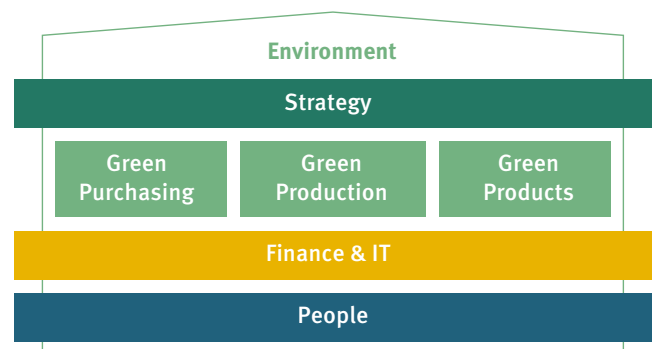 Environment
Strategy
Green
Purchasing
Green
Production
Green
Products
Finance & IT
People